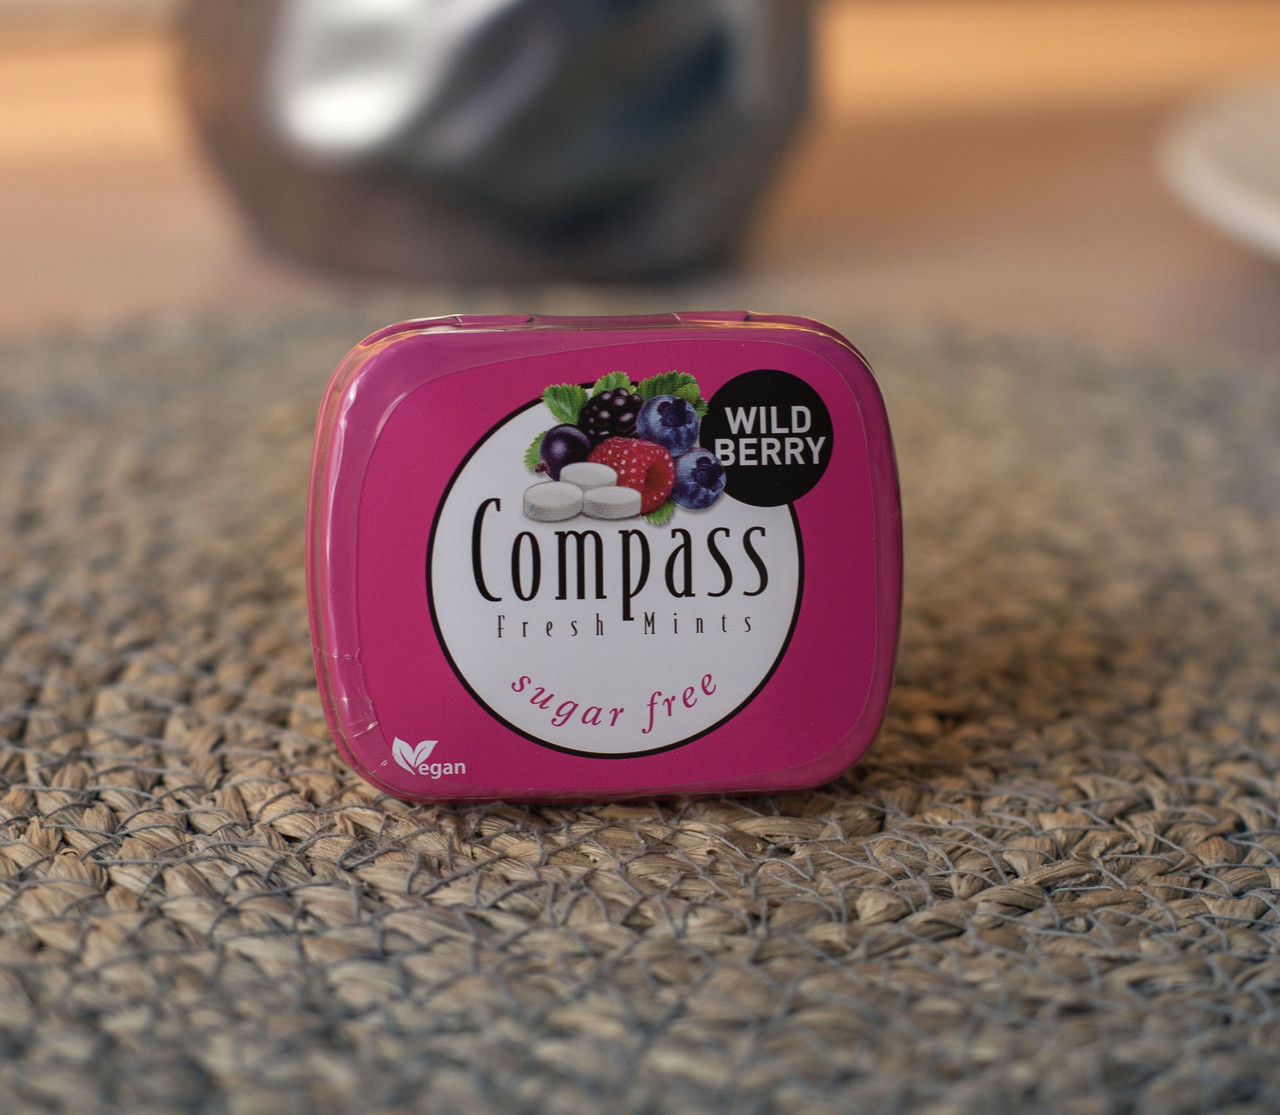 WILD
BERRY
Compass
Fresh Mints
sugar free
Vegan